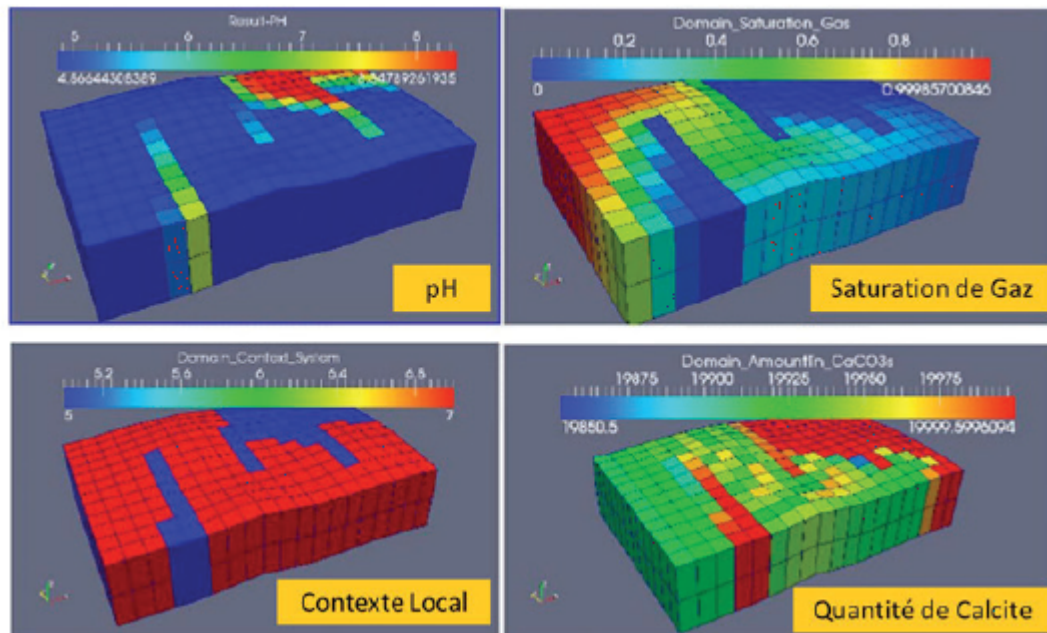 Result-PH
5 6 7 8
4.86644308389 8.84789261935
pH
Domain_Saturation_Gas
0.2 0.4 0.6 0.8
0 0.99985700846
Saturation de Gaz
Domain_Context_System
5.2 5.6 6 6.4 6.8
5 7
Contexte Local
Domain_AmountIn_CaCO3s
19875 19900 19925 19950 19975
19850.5 19999.5996094
Quantité de Calcite